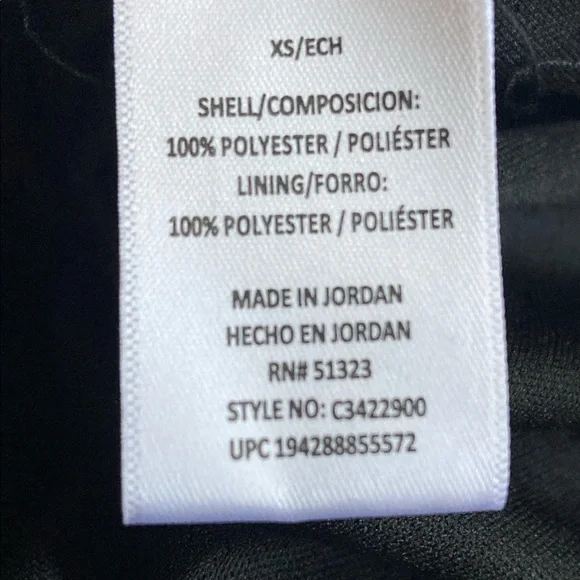 XS/ECH
SHELL/COMPOSICION:
100% POLYESTER / POLIÉSTER
LINING/FORRO:
100% POLYESTER / POLIÉSTER
MADE IN JORDAN
HECHO EN JORDAN
RN# 51323
STYLE NO: C3422900
UPC 194288855572